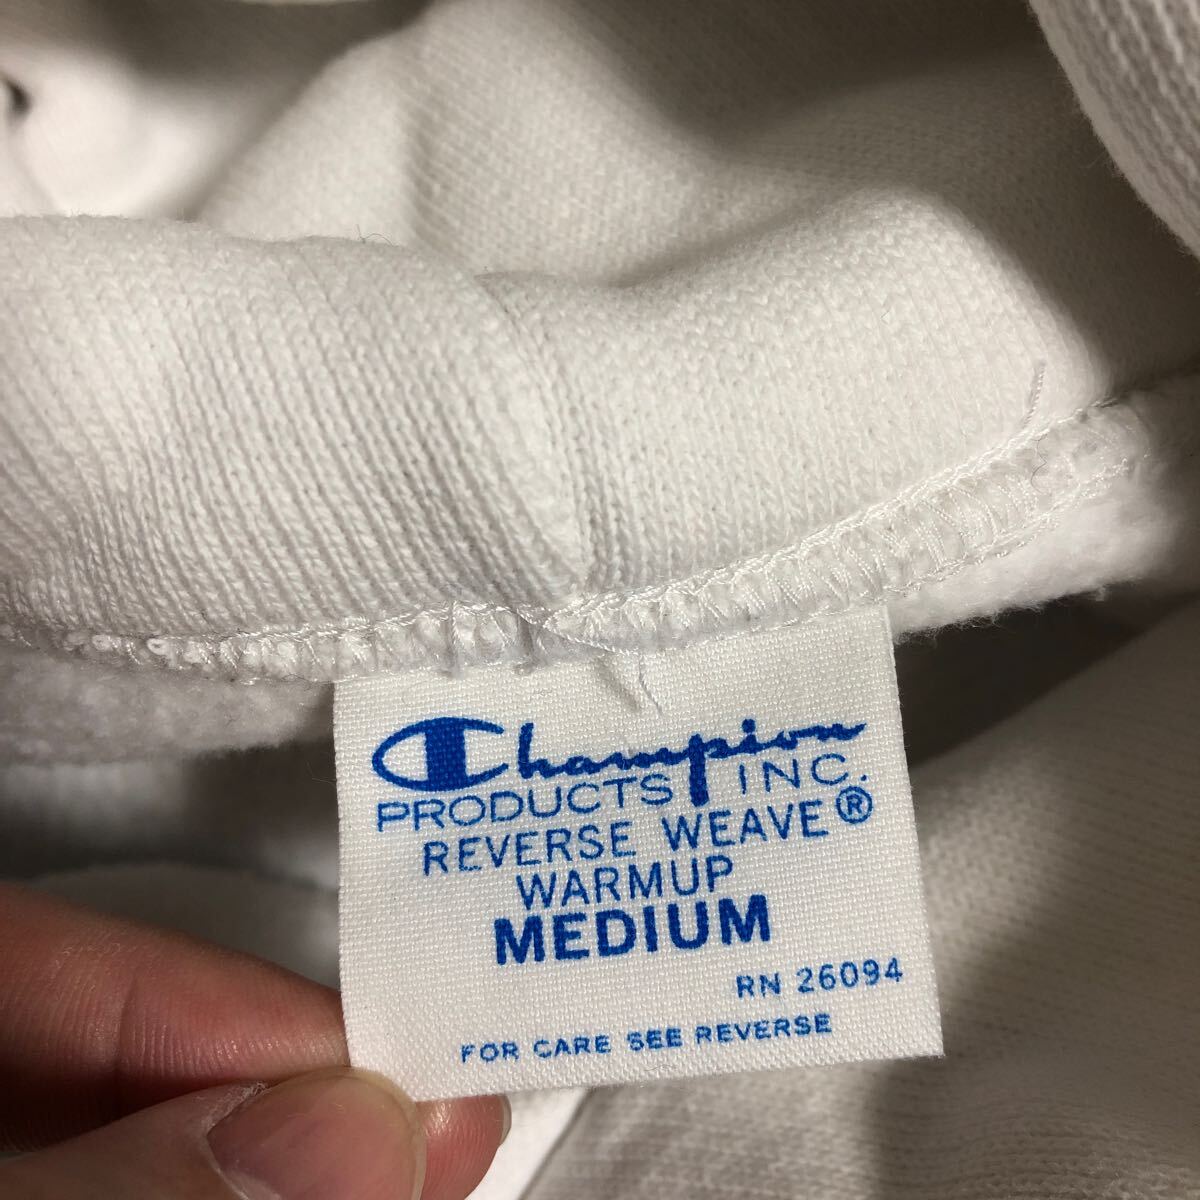 Champion
PRODUCTS INC.
REVERSE WEAVE®
WARMUP
MEDIUM
RN 26094
FOR CARE SEE REVERSE